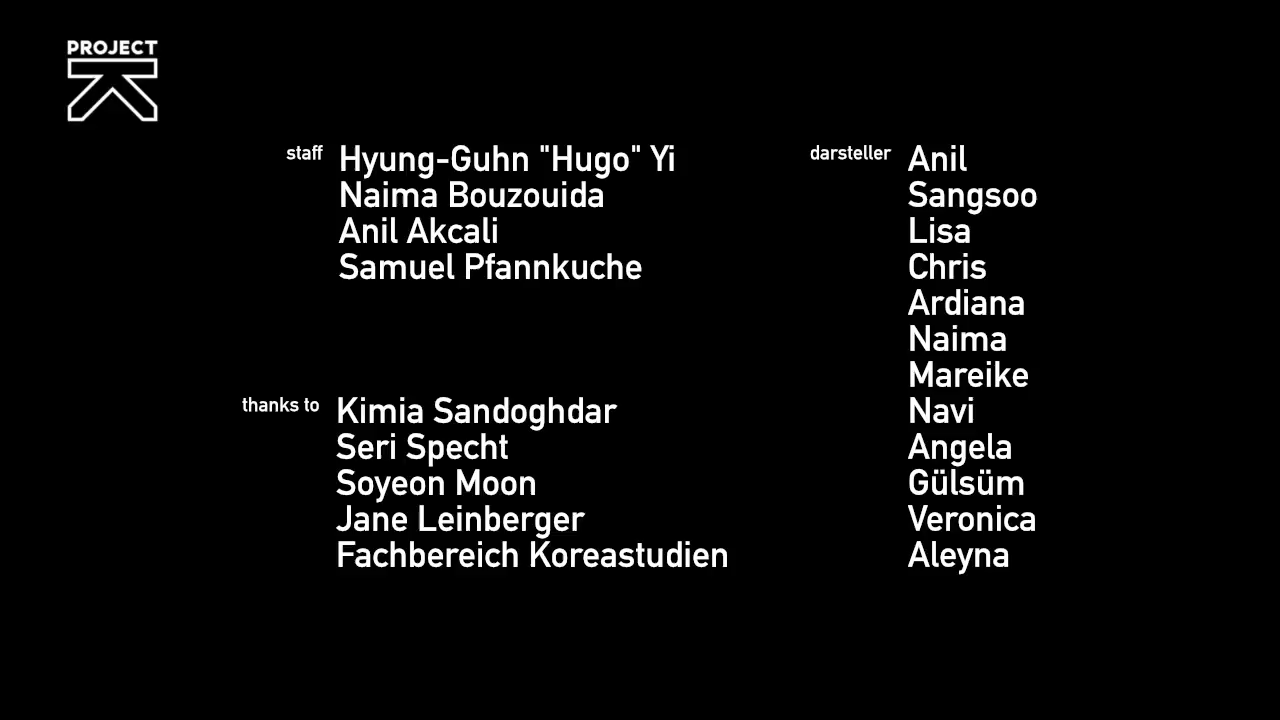 PROJECT
staff
Hyung-Guhn "Hugo" Yi
Naima Bouzouida
Anil Akcali
Samuel Pfannkuche
thanks to
Kimia Sandoghdar
Seri Specht
Soyeon Moon
Jane Leinberger
Fachbereich Koreastudien
darsteller
Anil
Sangsoo
Lisa
Chris
Ardiana
Naima
Mareike
Navi
Angela
Gülsüm
Veronica
Aleyna